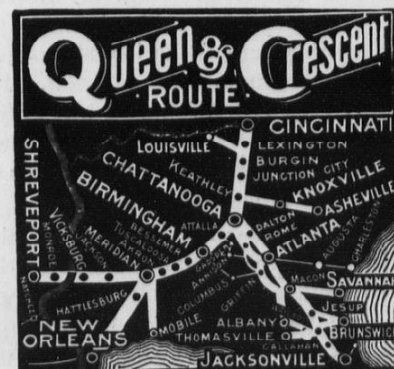 Queen & Crescent
ROUTE
CINCINNATI
LOUISVILLE
LEXINGTON
KEATHLEY
BURGIN
JUNCTION CITY
CHATTANOOGA
KNOXVILLE
ASHEVILLE
SHREVEPORT
BIRMINGHAM
ATTALLA
DALTON
ROME
ATLANTA
AUGUSTA
CHARLESTON
MONROE
VICKSBURG
JACKSON
MERIDIAN
BESSEMER
TUSCALOOSA
AKRON
GADSDEN
ANNISTON
COLUMBUS
GRIFFIN
MACON
SAVANNAH
JESUP
NATCHEZ
HATTIESBURG
MOBILE
ALBANY
THOMASVILLE
BRUNSWICK
CALLAHAN
NEW
ORLEANS
JACKSONVILLE